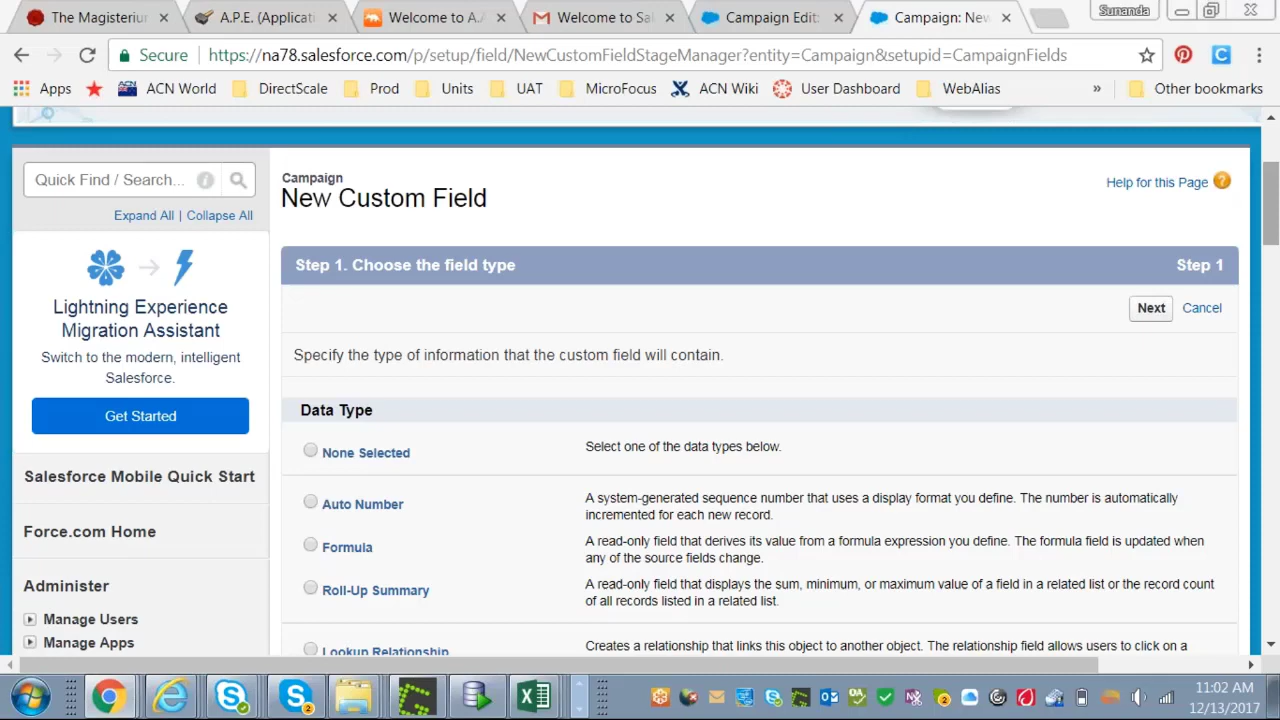 The Magisterium
A.P.E. (Applicati
Welcome to A.A
Welcome to Sal
Campaign Edit:
Campaign: New
Sunanda
Secure
https://na78.salesforce.com/p/setup/field/NewCustomFieldStageManager?entity=Campaign&setupid=CampaignFields
Apps
ACN World
DirectScale
Prod
Units
UAT
MicroFocus
ACN Wiki
User Dashboard
WebAlias
»
Other bookmarks
Quick Find / Search...
Expand All | Collapse All
Lightning Experience
Migration Assistant
Switch to the modern, intelligent
Salesforce.
Get Started
Salesforce Mobile Quick Start
Force.com Home
Administer
Manage Users
Manage Apps
Campaign
New Custom Field
Help for this Page
Step 1. Choose the field type
Step 1
Next
Cancel
Specify the type of information that the custom field will contain.
Data Type
None Selected
Select one of the data types below.
Auto Number
A system-generated sequence number that uses a display format you define. The number is automatically
incremented for each new record.
Formula
A read-only field that derives its value from a formula expression you define. The formula field is updated when
any of the source fields change.
Roll-Up Summary
A read-only field that displays the sum, minimum, or maximum value of a field in a related list or the record count
of all records listed in a related list.
Lookup Relationship
Creates a relationship that links this object to another object. The relationship field allows users to click on a
11:02 AM
12/13/2017